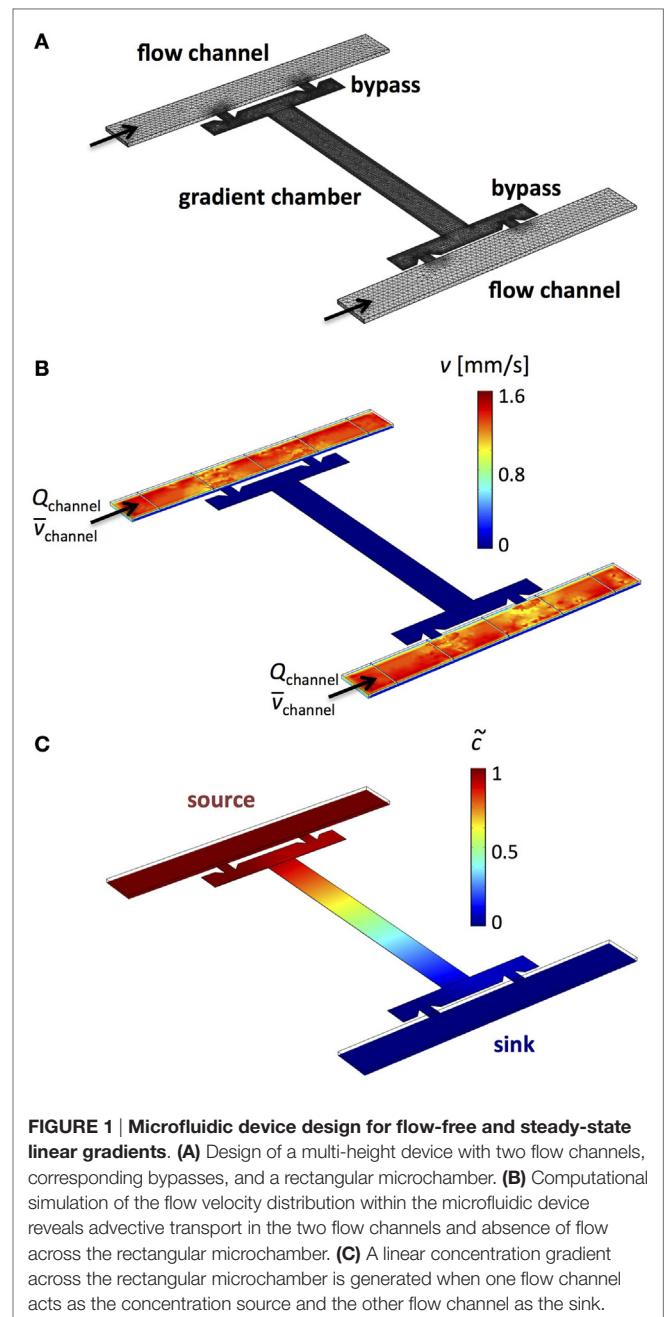 A
flow channel
bypass
gradient chamber
bypass
flow channel
B
v [mm/s]
1.6
0.8
0
Qchannel
v̅channel
Qchannel
v̅channel
C
c̃
1
0.5
0
source
sink
FIGURE 1 | Microfluidic device design for flow-free and steady-state
linear gradients. (A) Design of a multi-height device with two flow channels,
corresponding bypasses, and a rectangular microchamber. (B) Computational
simulation of the flow velocity distribution within the microfluidic device
reveals advective transport in the two flow channels and absence of flow
across the rectangular microchamber. (C) A linear concentration gradient
across the rectangular microchamber is generated when one flow channel
acts as the concentration source and the other flow channel as the sink.